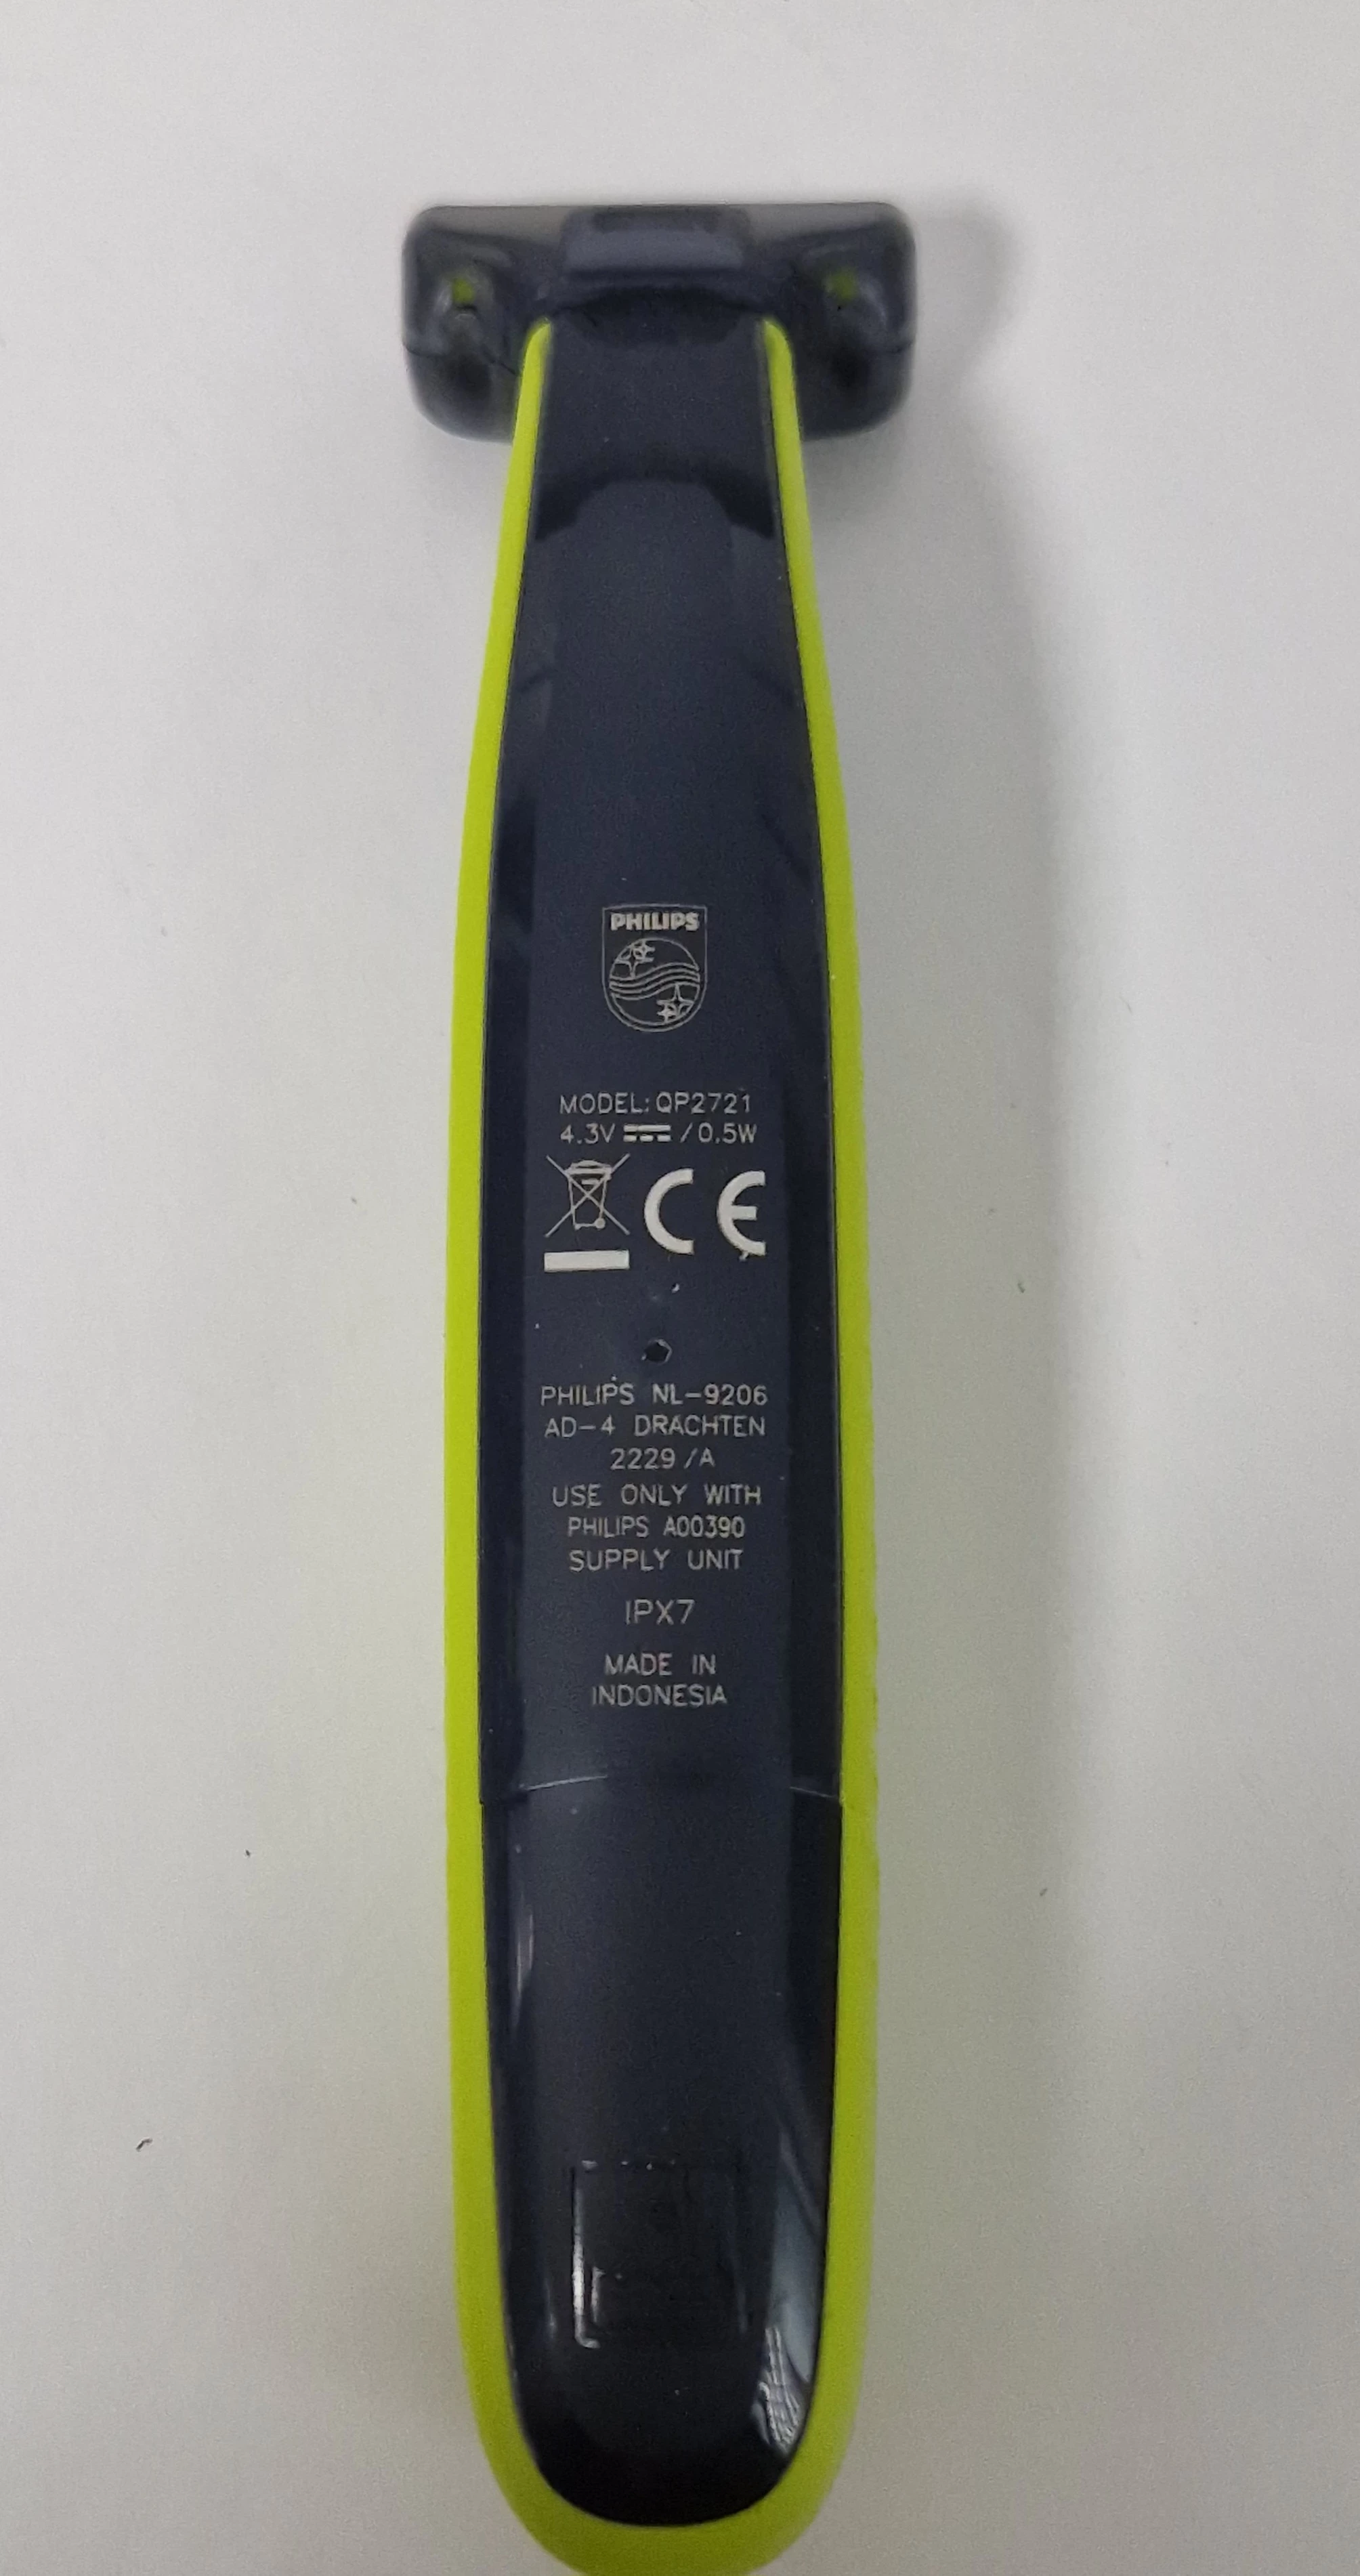 PHILIPS
MODEL: QP2721
4.3V ⎓ / 0.5W
CE
PHILIPS NL-9206
AD-4 DRACHTEN
2229 /A
USE ONLY WITH
PHILIPS A00390
SUPPLY UNIT
IPX7
MADE IN
INDONESIA